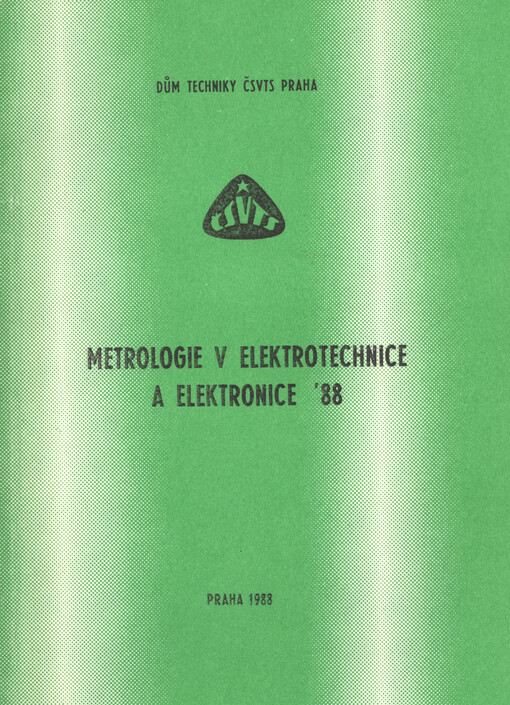 DŮM TECHNIKY ČSVTS PRAHA
ČSVTS
METROLOGIE V ELEKTROTECHNICE
A ELEKTRONICE '88
PRAHA 1988